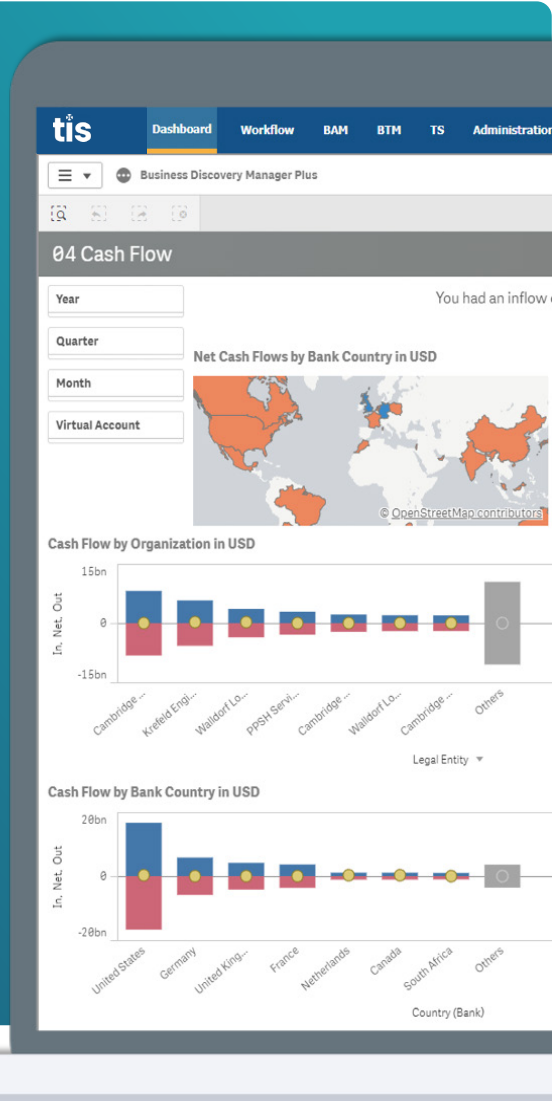 tis
Dashboard Workflow BAM BTM TS Administration
Business Discovery Manager Plus
04 Cash Flow
Year
You had an inflow
Quarter
Net Cash Flows by Bank Country in USD
Month
Virtual Account
© OpenStreetMap contributors
Cash Flow by Organization in USD
15bn
0
-15bn
In, Net, Out
Cambridge ... Krefeld Engi... Walldorf Lo... PPSH Servi... Cambridge ... Walldorf Lo... Cambridge ... Others
Legal Entity
Cash Flow by Bank Country in USD
20bn
0
-20bn
In, Net, Out
United States Germany United King... France Netherlands Canada South Africa Others
Country (Bank)